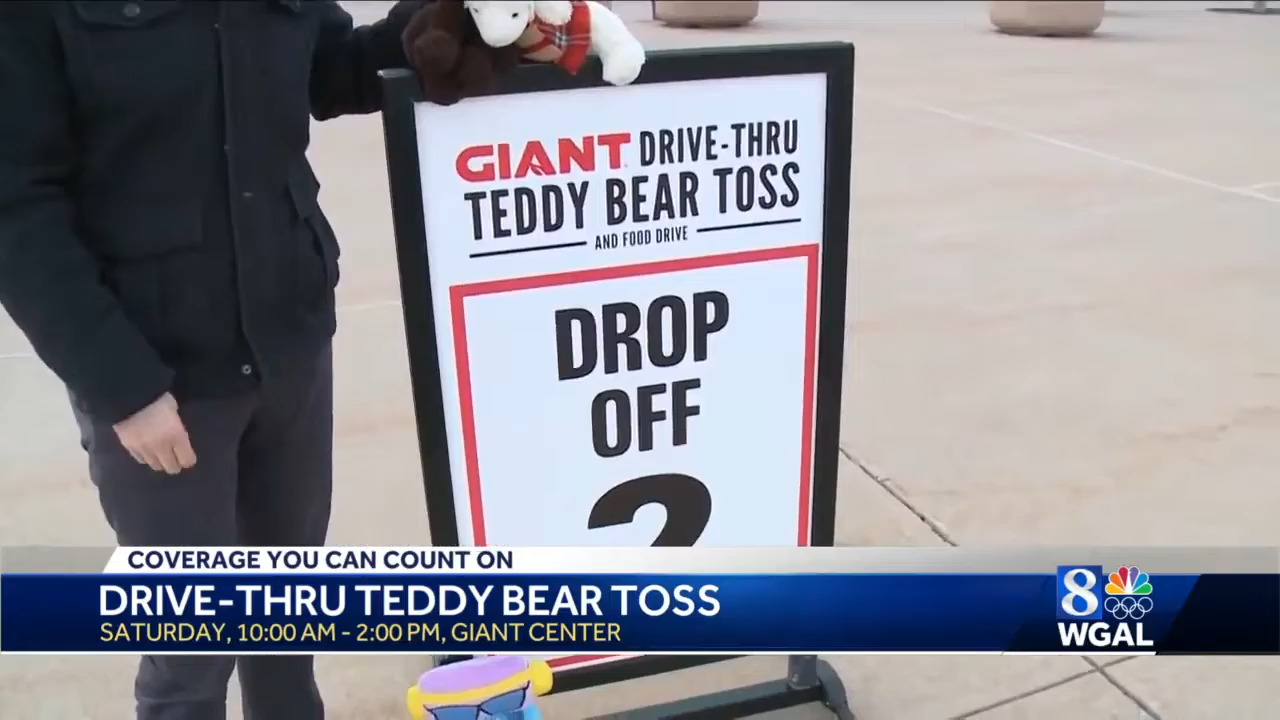 GIANT DRIVE-THRU
TEDDY BEAR TOSS
AND FOOD DRIVE
DROP
OFF
2
COVERAGE YOU CAN COUNT ON
DRIVE-THRU TEDDY BEAR TOSS
SATURDAY, 10:00 AM - 2:00 PM, GIANT CENTER
8
WGAL